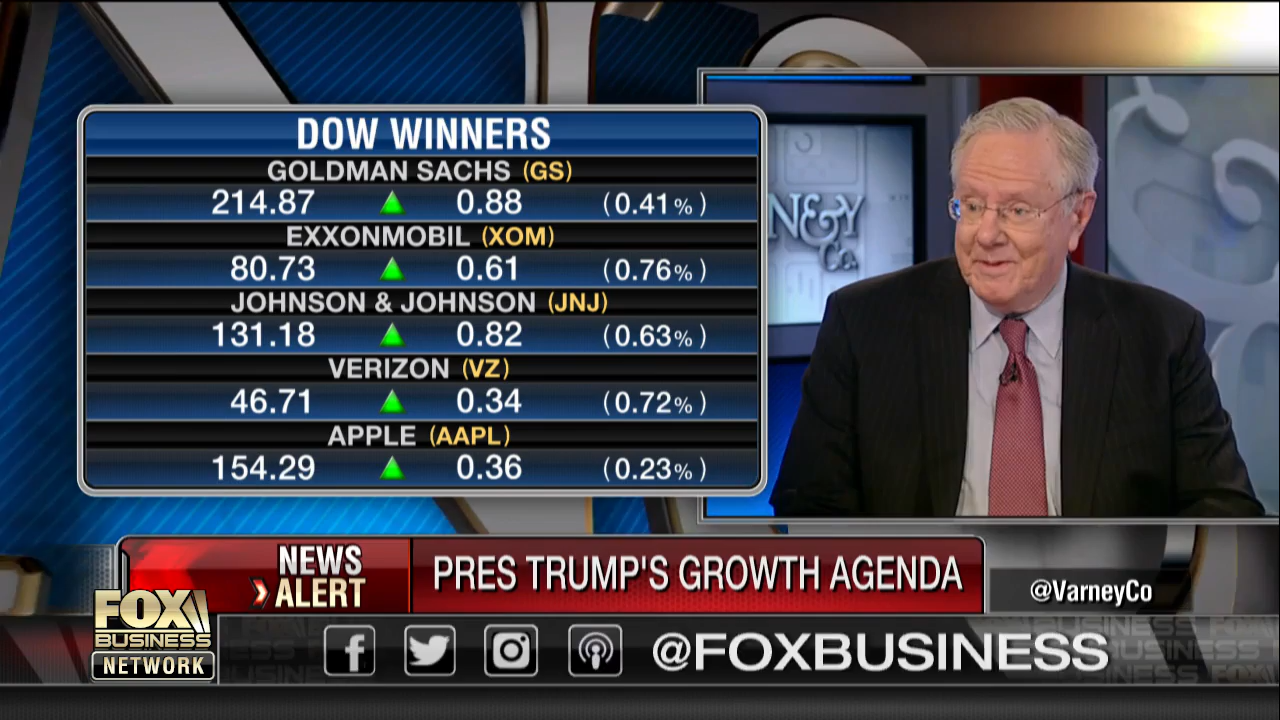 DOW WINNERS
GOLDMAN SACHS (GS)
214.87 ▲ 0.88 (0.41%)
EXXONMOBIL (XOM)
80.73 ▲ 0.61 (0.76%)
JOHNSON & JOHNSON (JNJ)
131.18 ▲ 0.82 (0.63%)
VERIZON (VZ)
46.71 ▲ 0.34 (0.72%)
APPLE (AAPL)
154.29 ▲ 0.36 (0.23%)
NEY
Co.
NEWS
ALERT
PRES TRUMP'S GROWTH AGENDA
@VarneyCo
FOX
BUSINESS
NETWORK
@FOXBUSINESS